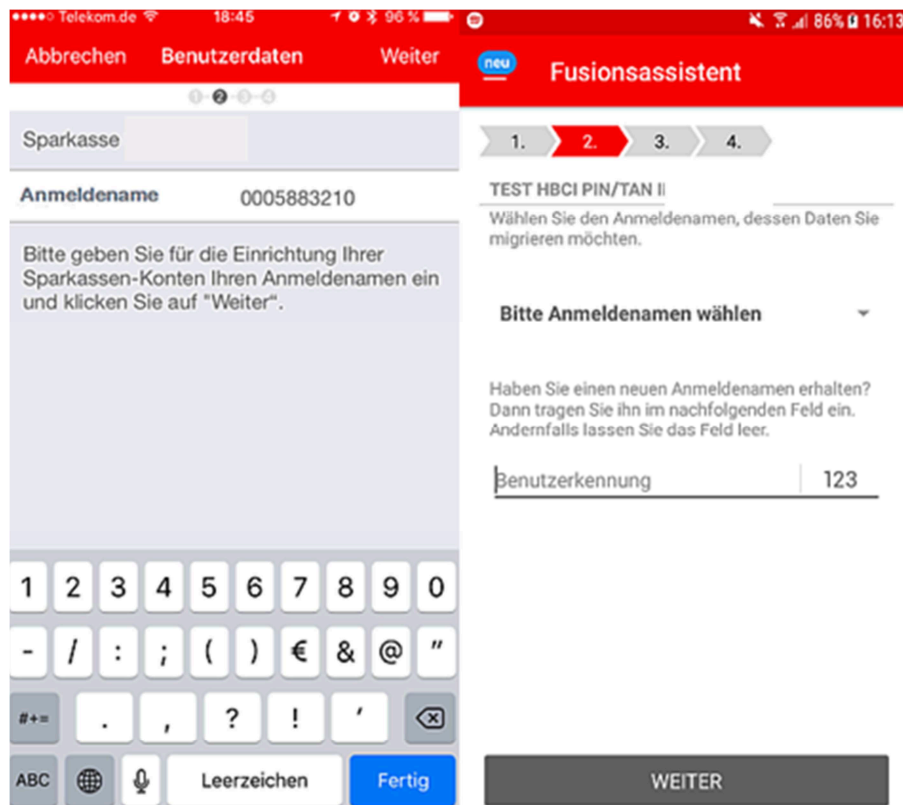 Telekom.de 18:45 96 %
Abbrechen Benutzerdaten Weiter
1 2 3 4
Sparkasse
Anmeldename 0005883210
Bitte geben Sie für die Einrichtung Ihrer
Sparkassen-Konten Ihren Anmeldenamen ein
und klicken Sie auf "Weiter".
1 2 3 4 5 6 7 8 9 0
- / : ; ( ) € & @ "
#+= . , ? ! ′
ABC Leerzeichen Fertig
86% 16:13
neu
Fusionsassistent
1. 2. 3. 4.
TEST HBCI PIN/TAN
Wählen Sie den Anmeldenamen, dessen Daten Sie
migrieren möchten.
Bitte Anmeldenamen wählen
Haben Sie einen neuen Anmeldenamen erhalten?
Dann tragen Sie ihn im nachfolgenden Feld ein.
Andernfalls lassen Sie das Feld leer.
Benutzerkennung 123
WEITER